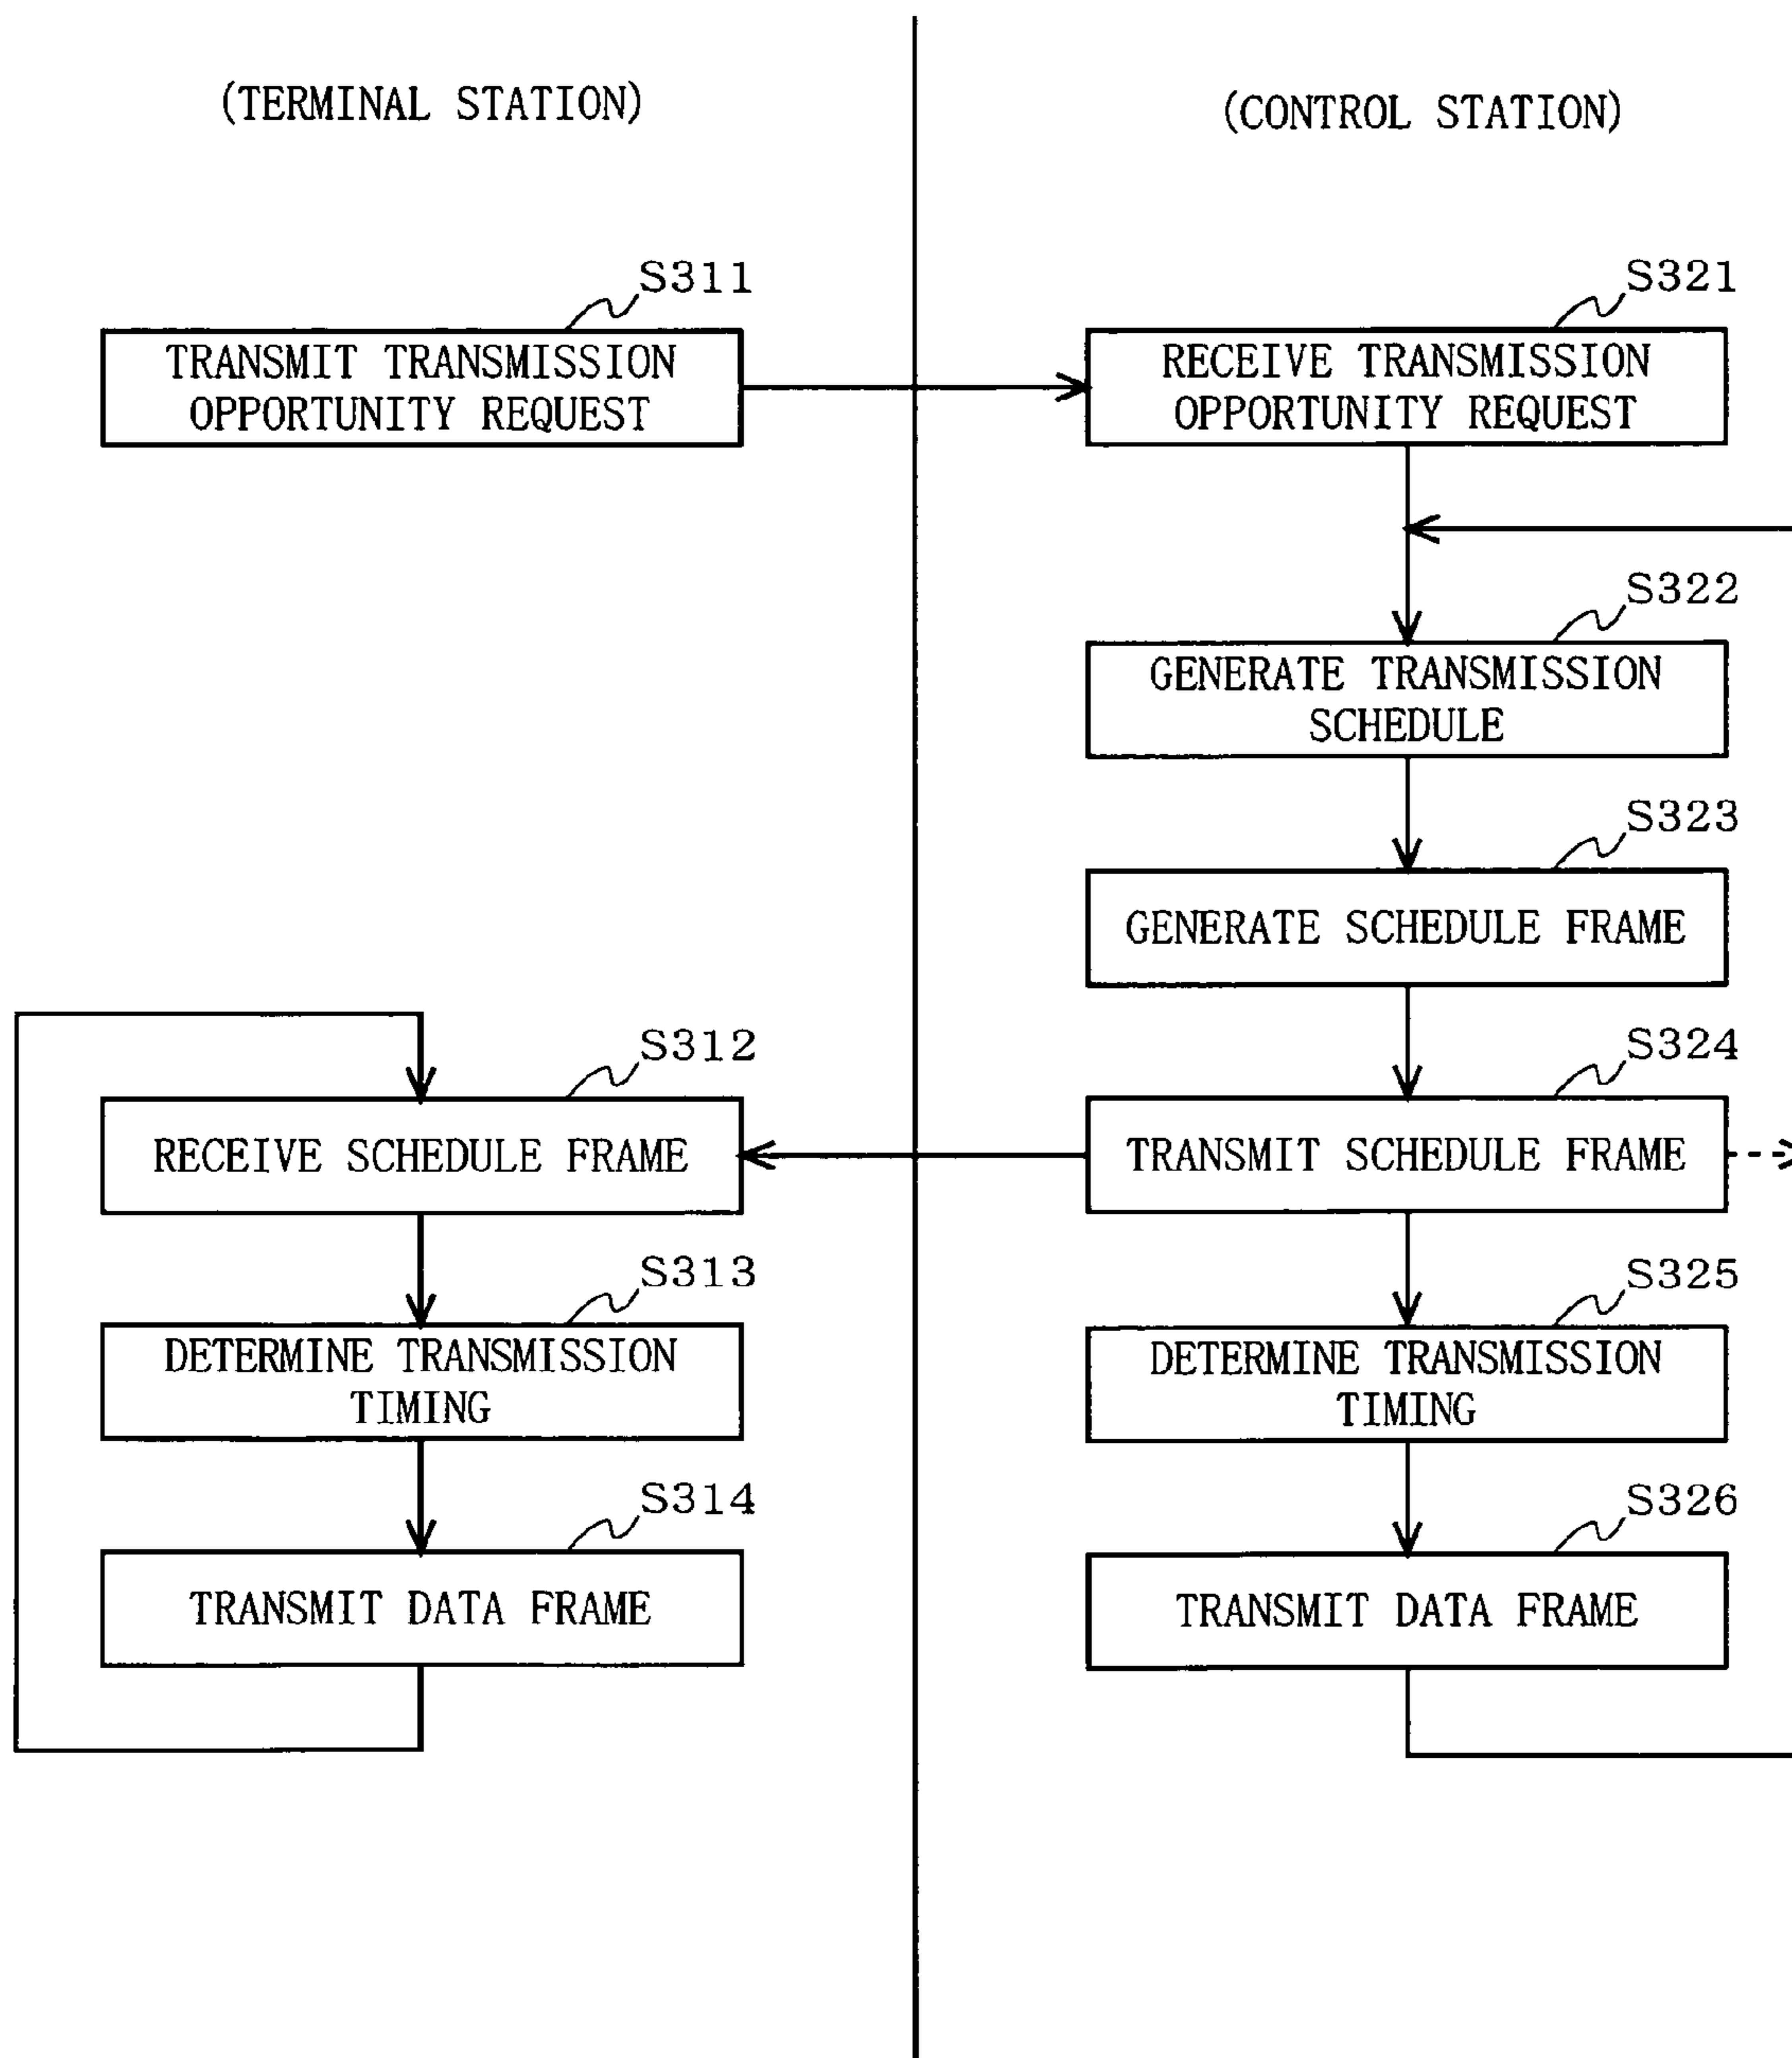 (TERMINAL STATION)
(CONTROL STATION)
S311
TRANSMIT TRANSMISSION
OPPORTUNITY REQUEST
S321
RECEIVE TRANSMISSION
OPPORTUNITY REQUEST
S322
GENERATE TRANSMISSION
SCHEDULE
S323
GENERATE SCHEDULE FRAME
S312
RECEIVE SCHEDULE FRAME
S324
TRANSMIT SCHEDULE FRAME
S313
DETERMINE TRANSMISSION
TIMING
S325
DETERMINE TRANSMISSION
TIMING
S314
TRANSMIT DATA FRAME
S326
TRANSMIT DATA FRAME